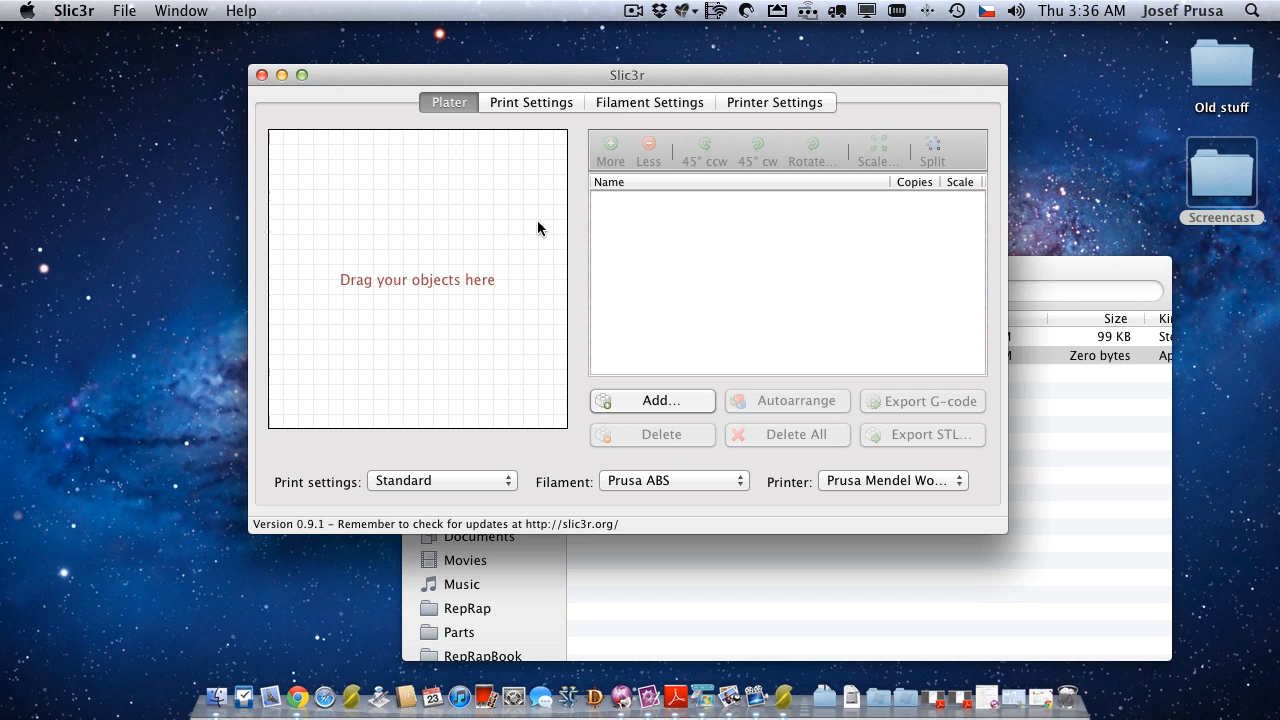 Slic3r File Window Help Thu 3:36 AM Josef Prusa
Old stuff
Screencast
Slic3r
Plater Print Settings Filament Settings Printer Settings
More Less 45° ccw 45° cw Rotate... Scale... Split
Name Copies Scale
Drag your objects here
Add... Autoarrange Export G-code
Delete Delete All Export STL...
Print settings: Standard Filament: Prusa ABS Printer: Prusa Mendel Wo...
Version 0.9.1 – Remember to check for updates at http://slic3r.org/
Size
99 KB
Zero bytes
Documents
Movies
Music
RepRap
Parts
RepRapBook
23